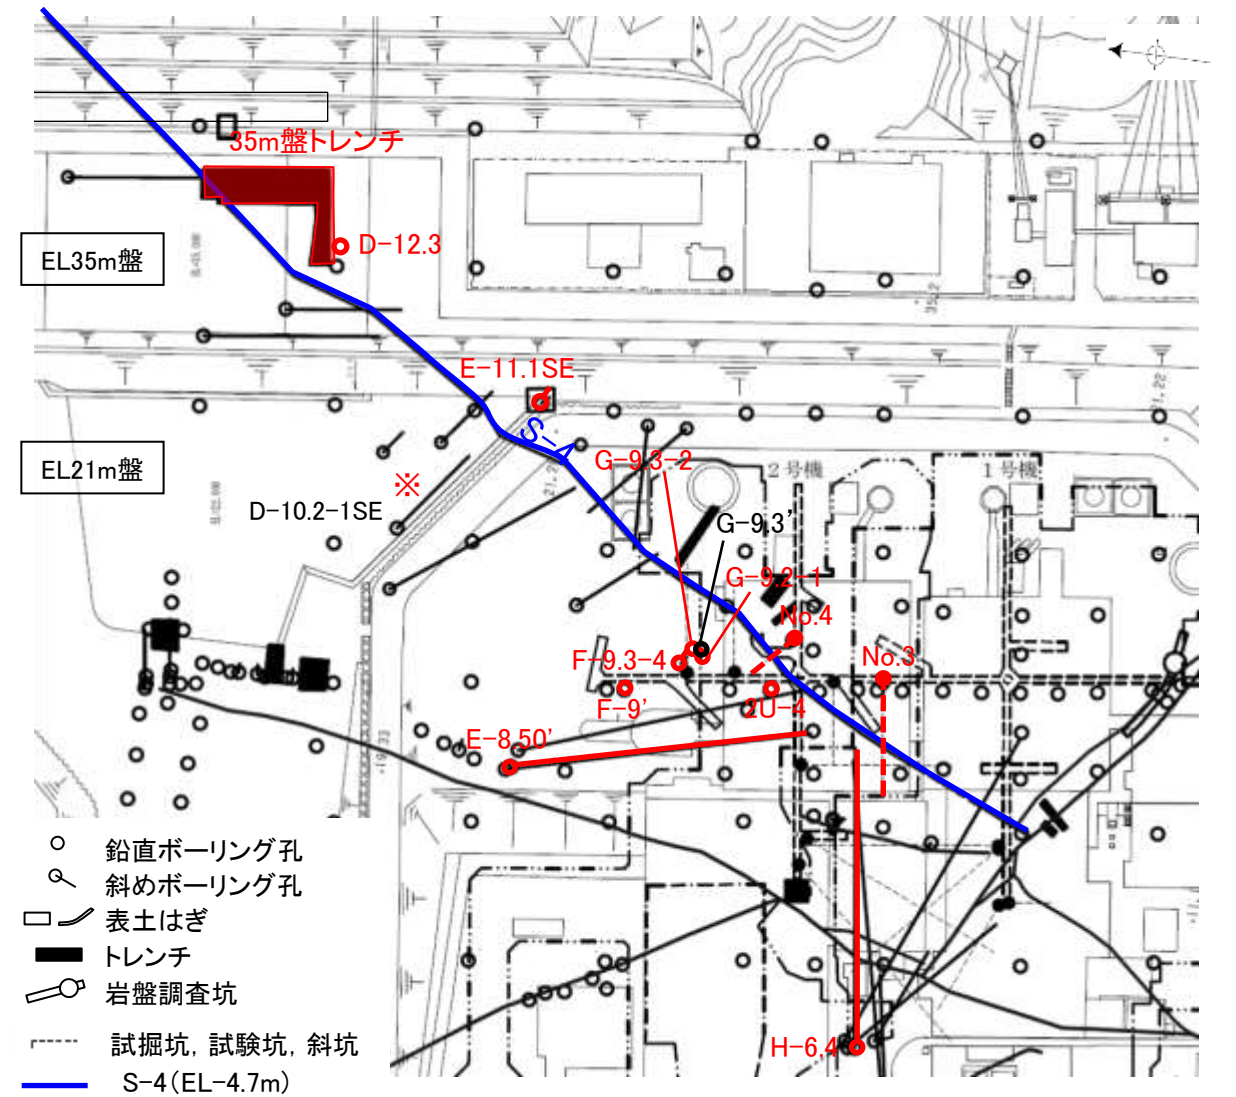 35m盤トレンチ
D-12.3
EL35m盤
35.2
E-11.1SE
S-4
21.22
EL21m盤
※
D-10.2-1SE
G-9.3-2
2号機
1号機
G-9.3'
G-9.2-1
No.4
F-9.3-4
No.3
F-9'
2U-4
E-8.50'
H-6.4
鉛直ボーリング孔
斜めボーリング孔
表土はぎ
トレンチ
岩盤調査坑
試掘坑, 試験坑, 斜坑
S-4(EL-4.7m)